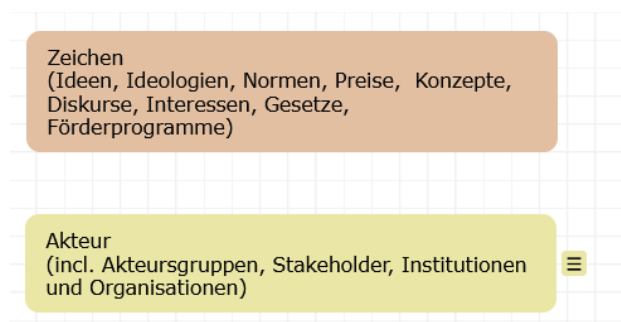 Zeichen
(Ideen, Ideologien, Normen, Preise, Konzepte,
Diskurse, Interessen, Gesetze,
Förderprogramme)
Akteur
(incl. Akteursgruppen, Stakeholder, Institutionen
und Organisationen)